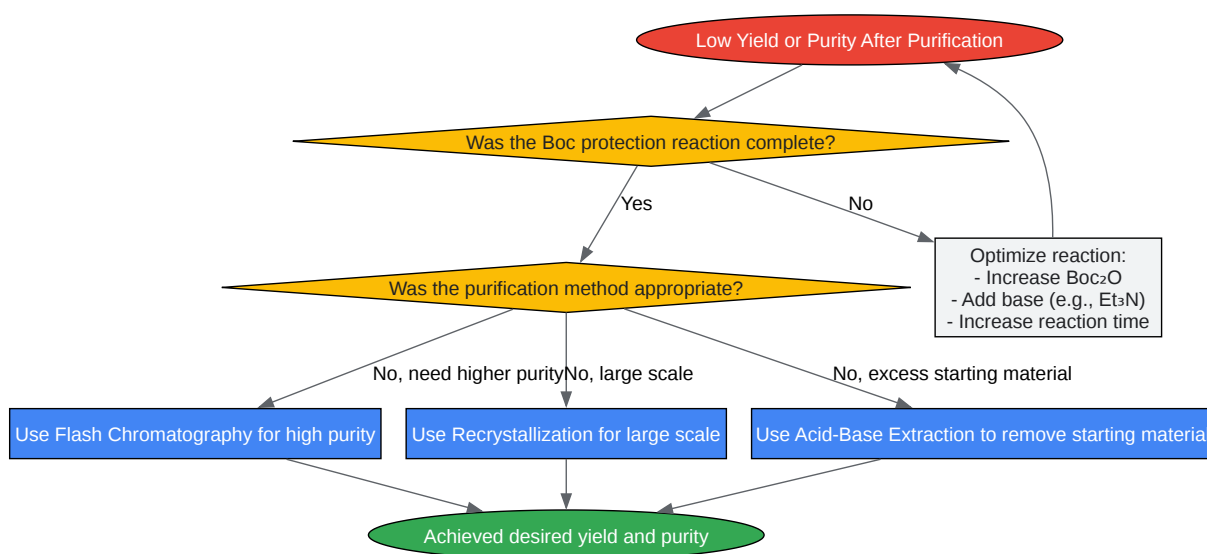 Low Yield or Purity After Purification
Was the Boc protection reaction complete?
Yes
No
Optimize reaction:
- Increase Boc₂O
- Add base (e.g., Et₃N)
- Increase reaction time
Was the purification method appropriate?
No, need higher purity
No, large scale
No, excess starting material
Use Flash Chromatography for high purity
Use Recrystallization for large scale
Use Acid-Base Extraction to remove starting material
Achieved desired yield and purity